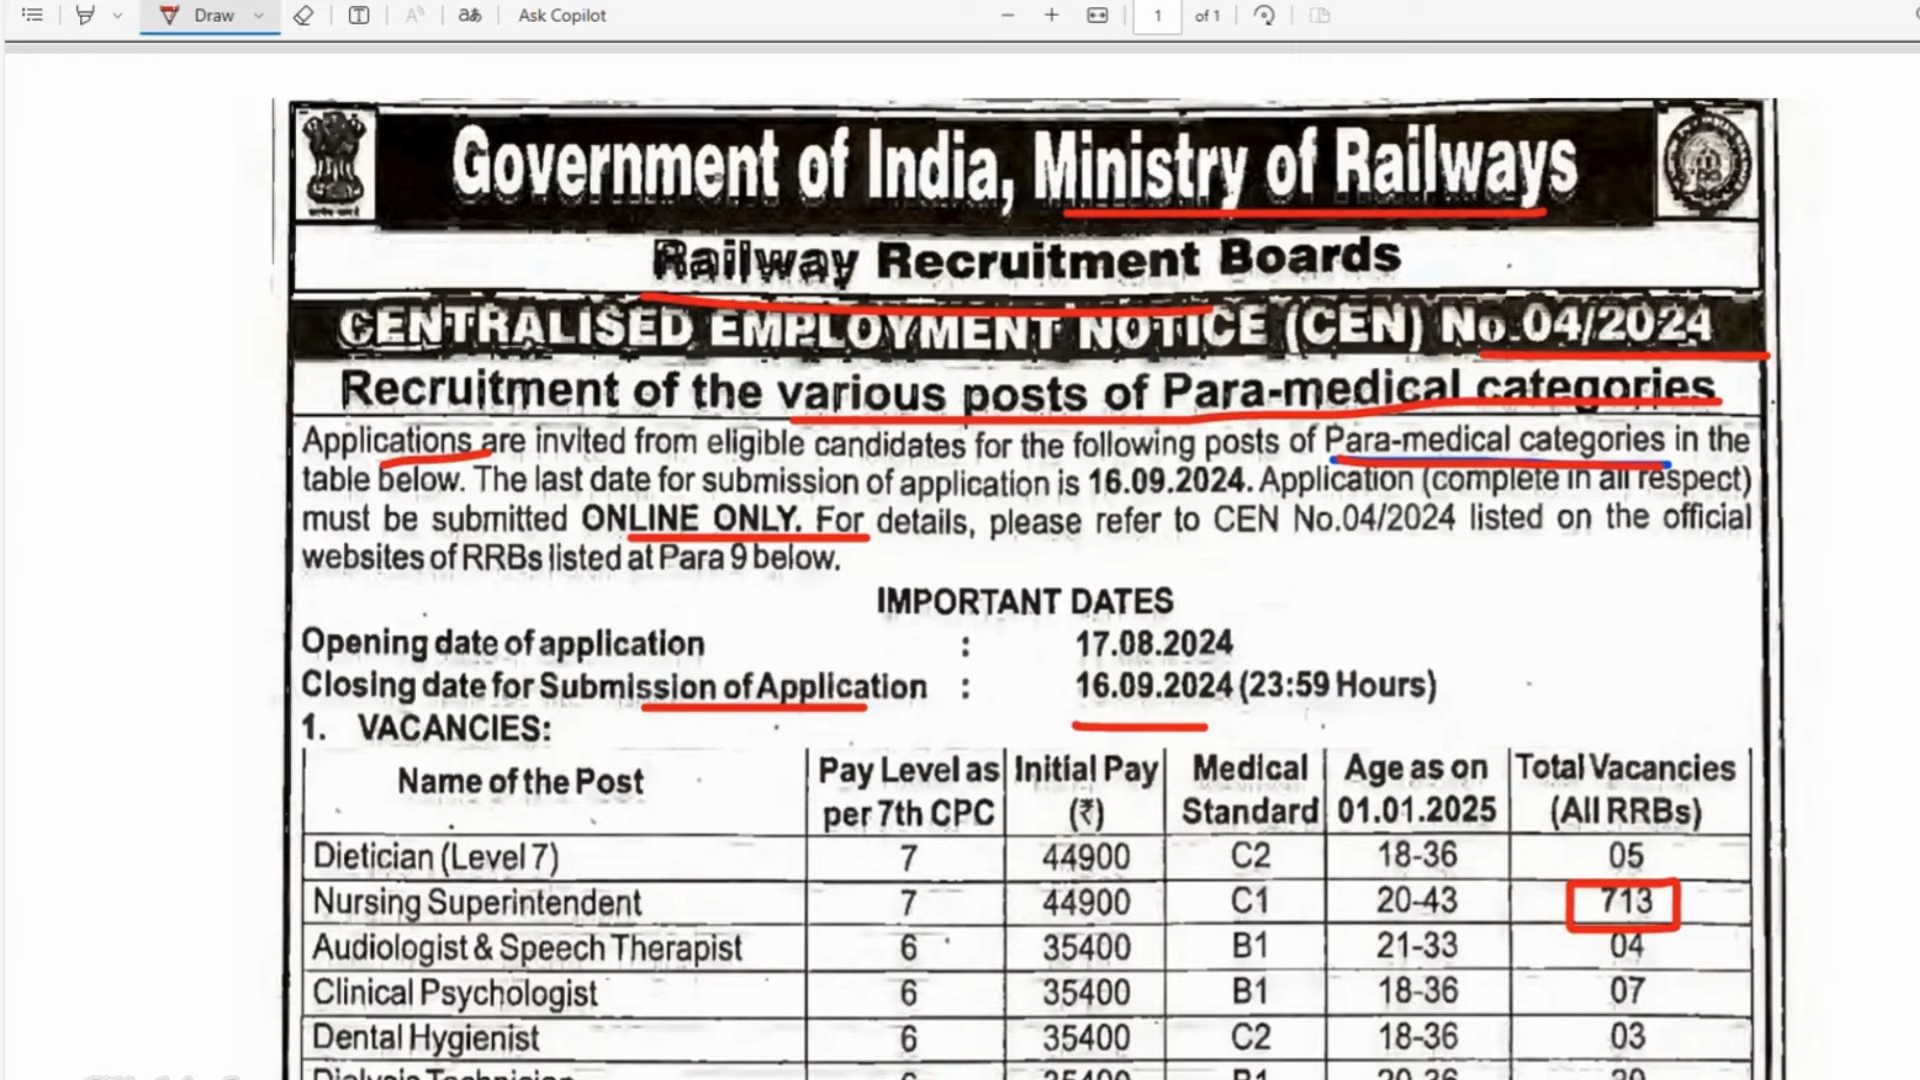 Draw
Ask Copilot
1 of 1
Government of India, Ministry of Railways
Railway Recruitment Boards
CENTRALISED EMPLOYMENT NOTICE (CEN) No.04/2024
Recruitment of the various posts of Para-medical categories
Applications are invited from eligible candidates for the following posts of Para-medical categories in the
table below. The last date for submission of application is 16.09.2024. Application (complete in all respect)
must be submitted ONLINE ONLY. For details, please refer to CEN No.04/2024 listed on the official
websites of RRBs listed at Para 9 below.
IMPORTANT DATES
Opening date of application : 17.08.2024
Closing date for Submission of Application : 16.09.2024 (23:59 Hours)
1. VACANCIES:
Name of the Post Pay Level as per 7th CPC Initial Pay (₹) Medical Standard Age as on 01.01.2025 Total Vacancies (All RRBs)
Dietician (Level 7) 7 44900 C2 18-36 05
Nursing Superintendent 7 44900 C1 20-43 713
Audiologist & Speech Therapist 6 35400 B1 21-33 04
Clinical Psychologist 6 35400 B1 18-36 07
Dental Hygienist 6 35400 C2 18-36 03
Dialysis Technician 6 35400 B1 20-36 20